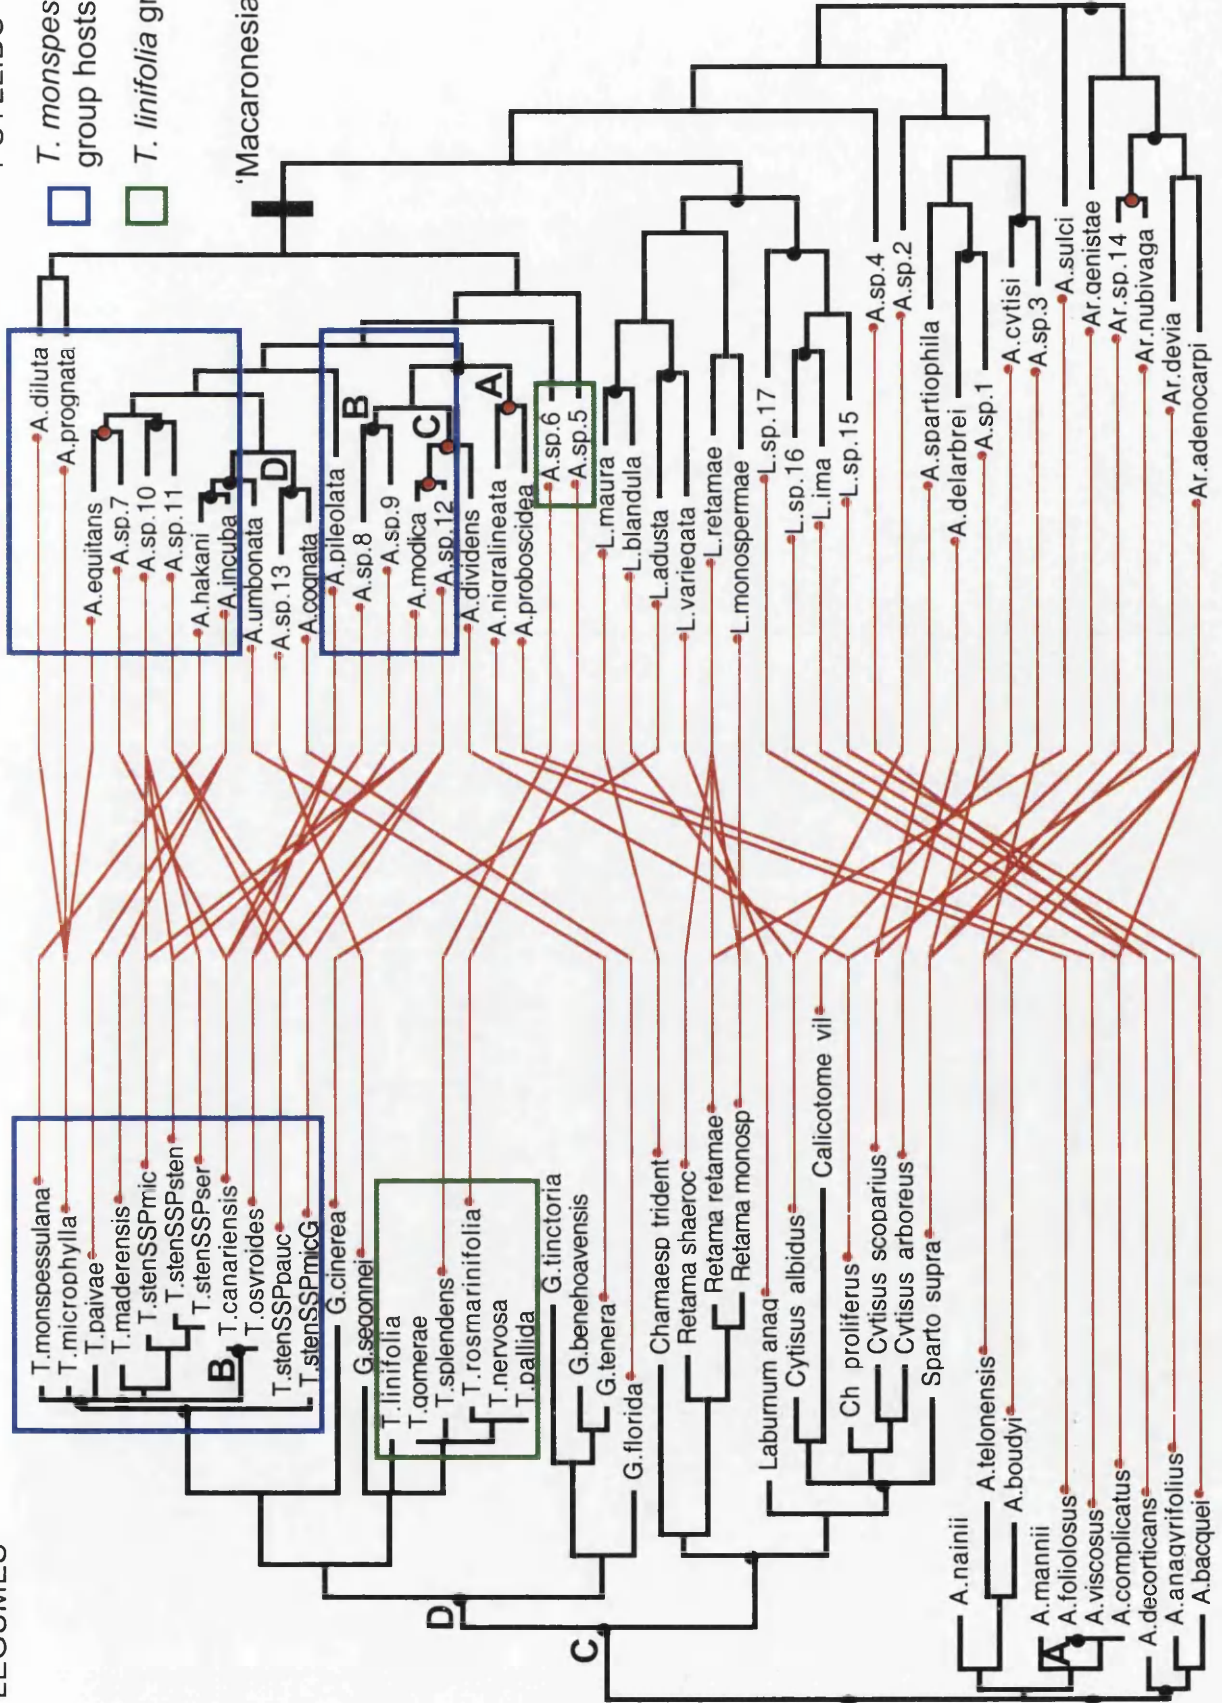 T. monspes
group hosts
T. linifolia gr
'Macaronesia
A.diluta
A.prognata
A.equitans
A.sp.7
A.sp.10
A.sp.11
A.hakani
A.incuba
A.umbonata
A.sp.13
A.cognata
A.pileolata
A.sp.8
A.sp.9
A.modica
A.sp.12
A.dividens
A.nigralineata
A.proboscidea
A.sp.6
A.sp.5
L.maura
L.blandula
L.adusta
L.variegata
L.retamae
L.monospermae
L.sp.17
L.sp.16
L.ima
L.sp.15
A.sp.4
A.sp.2
A.spartiophila
A.delarbrei
A.sp.1
A.cytisi
A.sp.3
A.sulci
Ar.genistae
Ar.sp.14
Ar.nubivaga
Ar.devia
Ar.adenocarpi
D
B
C
A
T.monspessulana
T.microphylla
T.paivae
T.maderensis
T.stenSSPmic
T.stenSSPsten
T.stenSSPser
T.canariensis
T.osyroides
T.stenSSPpauc
T.stenSSPmicG
G.cinerea
G.segonnei
T.linifolia
T.gomerae
T.splendens
T.rosmarinifolia
T.nervosa
T.pallida
G.tinctoria
G.benehoavensis
G.tenera
G.florida
Chamaesp trident
Retama shaeroc
Retama retamae
Retama monosp
Laburnum anag
Cytisus albidus
Calicotome vil
Ch proliferus
Cytisus scoparius
Cytisus arboreus
Sparto supra
A.nainii
A.telonensis
A.boudyi
A.mannii
A.foliolosus
A.viscosus
A.complicatus
A.decorticans
A.anagyrifolius
A.bacquei
B
D
C
A